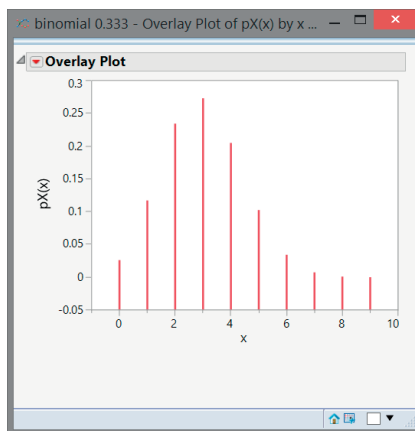 binomial 0.333 - Overlay Plot of pX(x) by x ...
Overlay Plot
0.3
0.25
0.2
0.15
0.1
0.05
0
-0.05
pX(x)
0 2 4 6 8 10
x